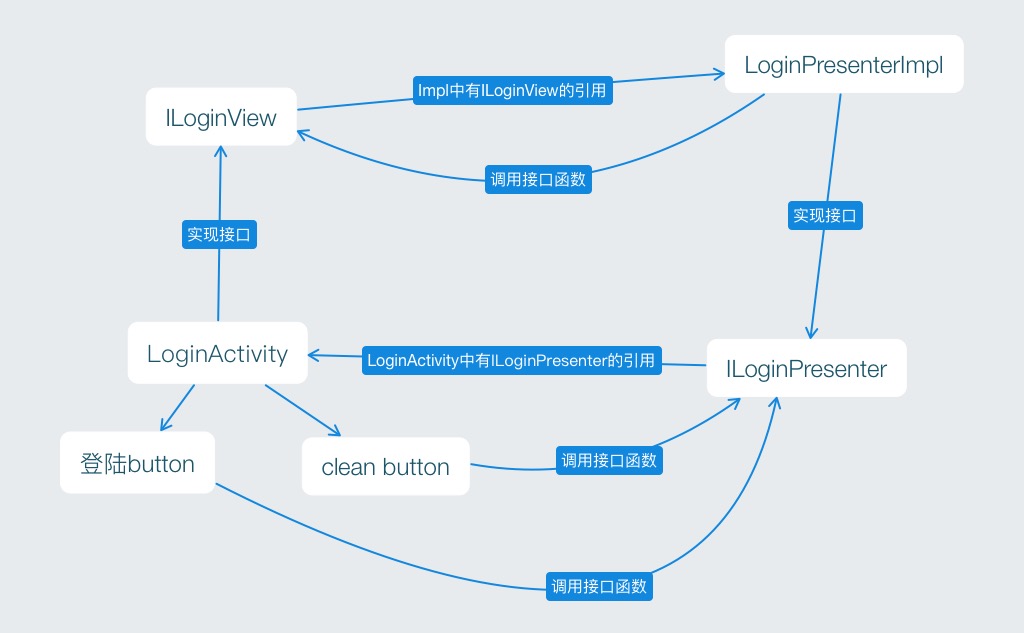 LoginPresenterImpl
Impl中有ILoginView的引用
ILoginView
调用接口函数
实现接口
实现接口
LoginActivity
LoginActivity中有ILoginPresenter的引用
ILoginPresenter
登陆button
clean button
调用接口函数
调用接口函数